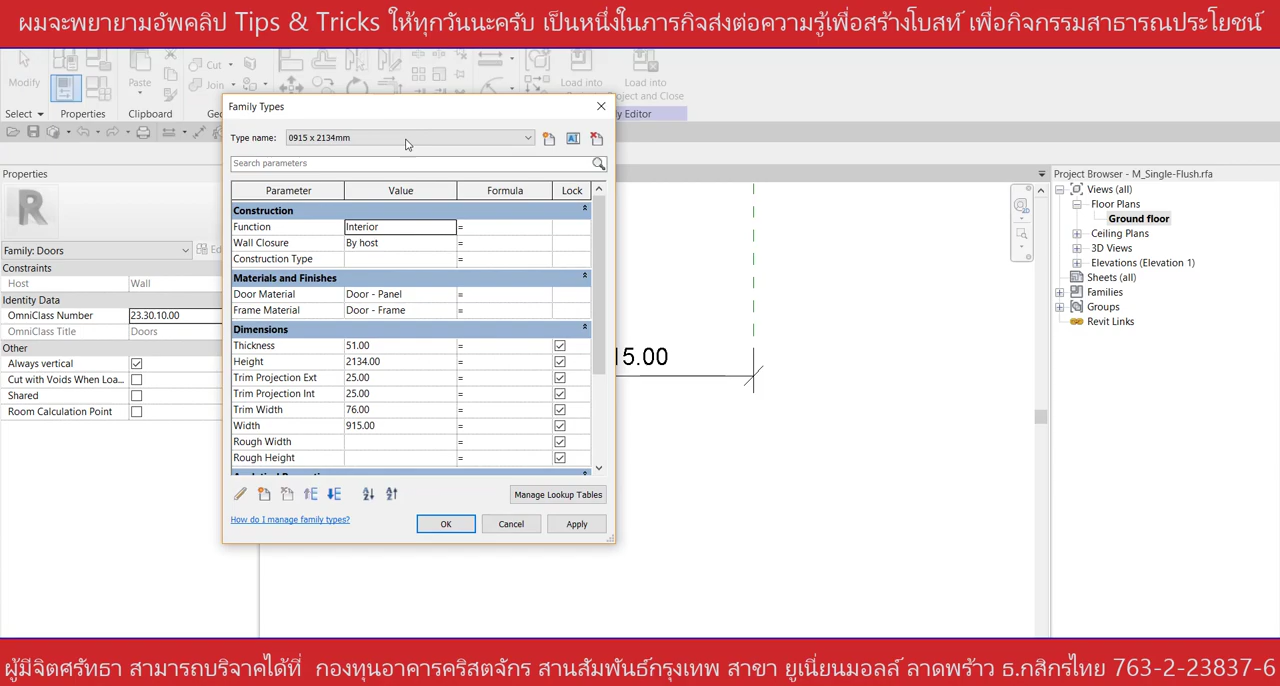 ผมจะพยายามอัพคลิป Tips & Tricks ให้ทุกวันนะครับ เป็นหนึ่งในภารกิจส่งต่อความรู้เพื่อสร้างโบสถ์ เพื่อกิจกรรมสาธารณประโยชน์
Modify
Paste
Cut
Join
Load into
Load into
oject and Close
Select
Properties
Clipboard
Geo
y Editor
Properties
Family: Doors
Ed
Constraints
Host Wall
Identity Data
OmniClass Number 23.30.10.00
OmniClass Title Doors
Other
Always vertical
Cut with Voids When Loa...
Shared
Room Calculation Point
Family Types
Type name: 0915 x 2134mm
Search parameters
Parameter Value Formula Lock
Construction
Function Interior =
Wall Closure By host =
Construction Type =
Materials and Finishes
Door Material Door - Panel =
Frame Material Door - Frame =
Dimensions
Thickness 51.00 =
Height 2134.00 =
Trim Projection Ext 25.00 =
Trim Projection Int 25.00 =
Trim Width 76.00 =
Width 915.00 =
Rough Width =
Rough Height =
Manage Lookup Tables
How do I manage family types?
OK Cancel Apply
15.00
Project Browser - M_Single-Flush.rfa
Views (all)
Floor Plans
Ground floor
Ceiling Plans
3D Views
Elevations (Elevation 1)
Sheets (all)
Families
Groups
Revit Links
ผู้มีจิตศรัทธา สามารถบริจาคได้ที่ กองทุนอาคารคริสตจักร สานสัมพันธ์กรุงเทพ สาขา ยูเนี่ยนมอลล์ ลาดพร้าว ธ.กสิกรไทย 763-2-23837-6